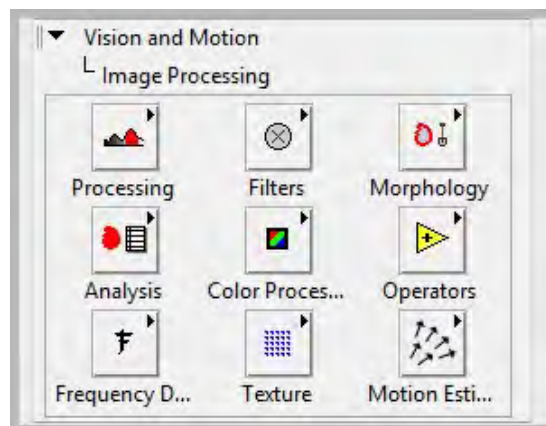 Vision and Motion
Image Processing
Processing Filters Morphology
Analysis Color Proces... Operators
Frequency D... Texture Motion Esti...